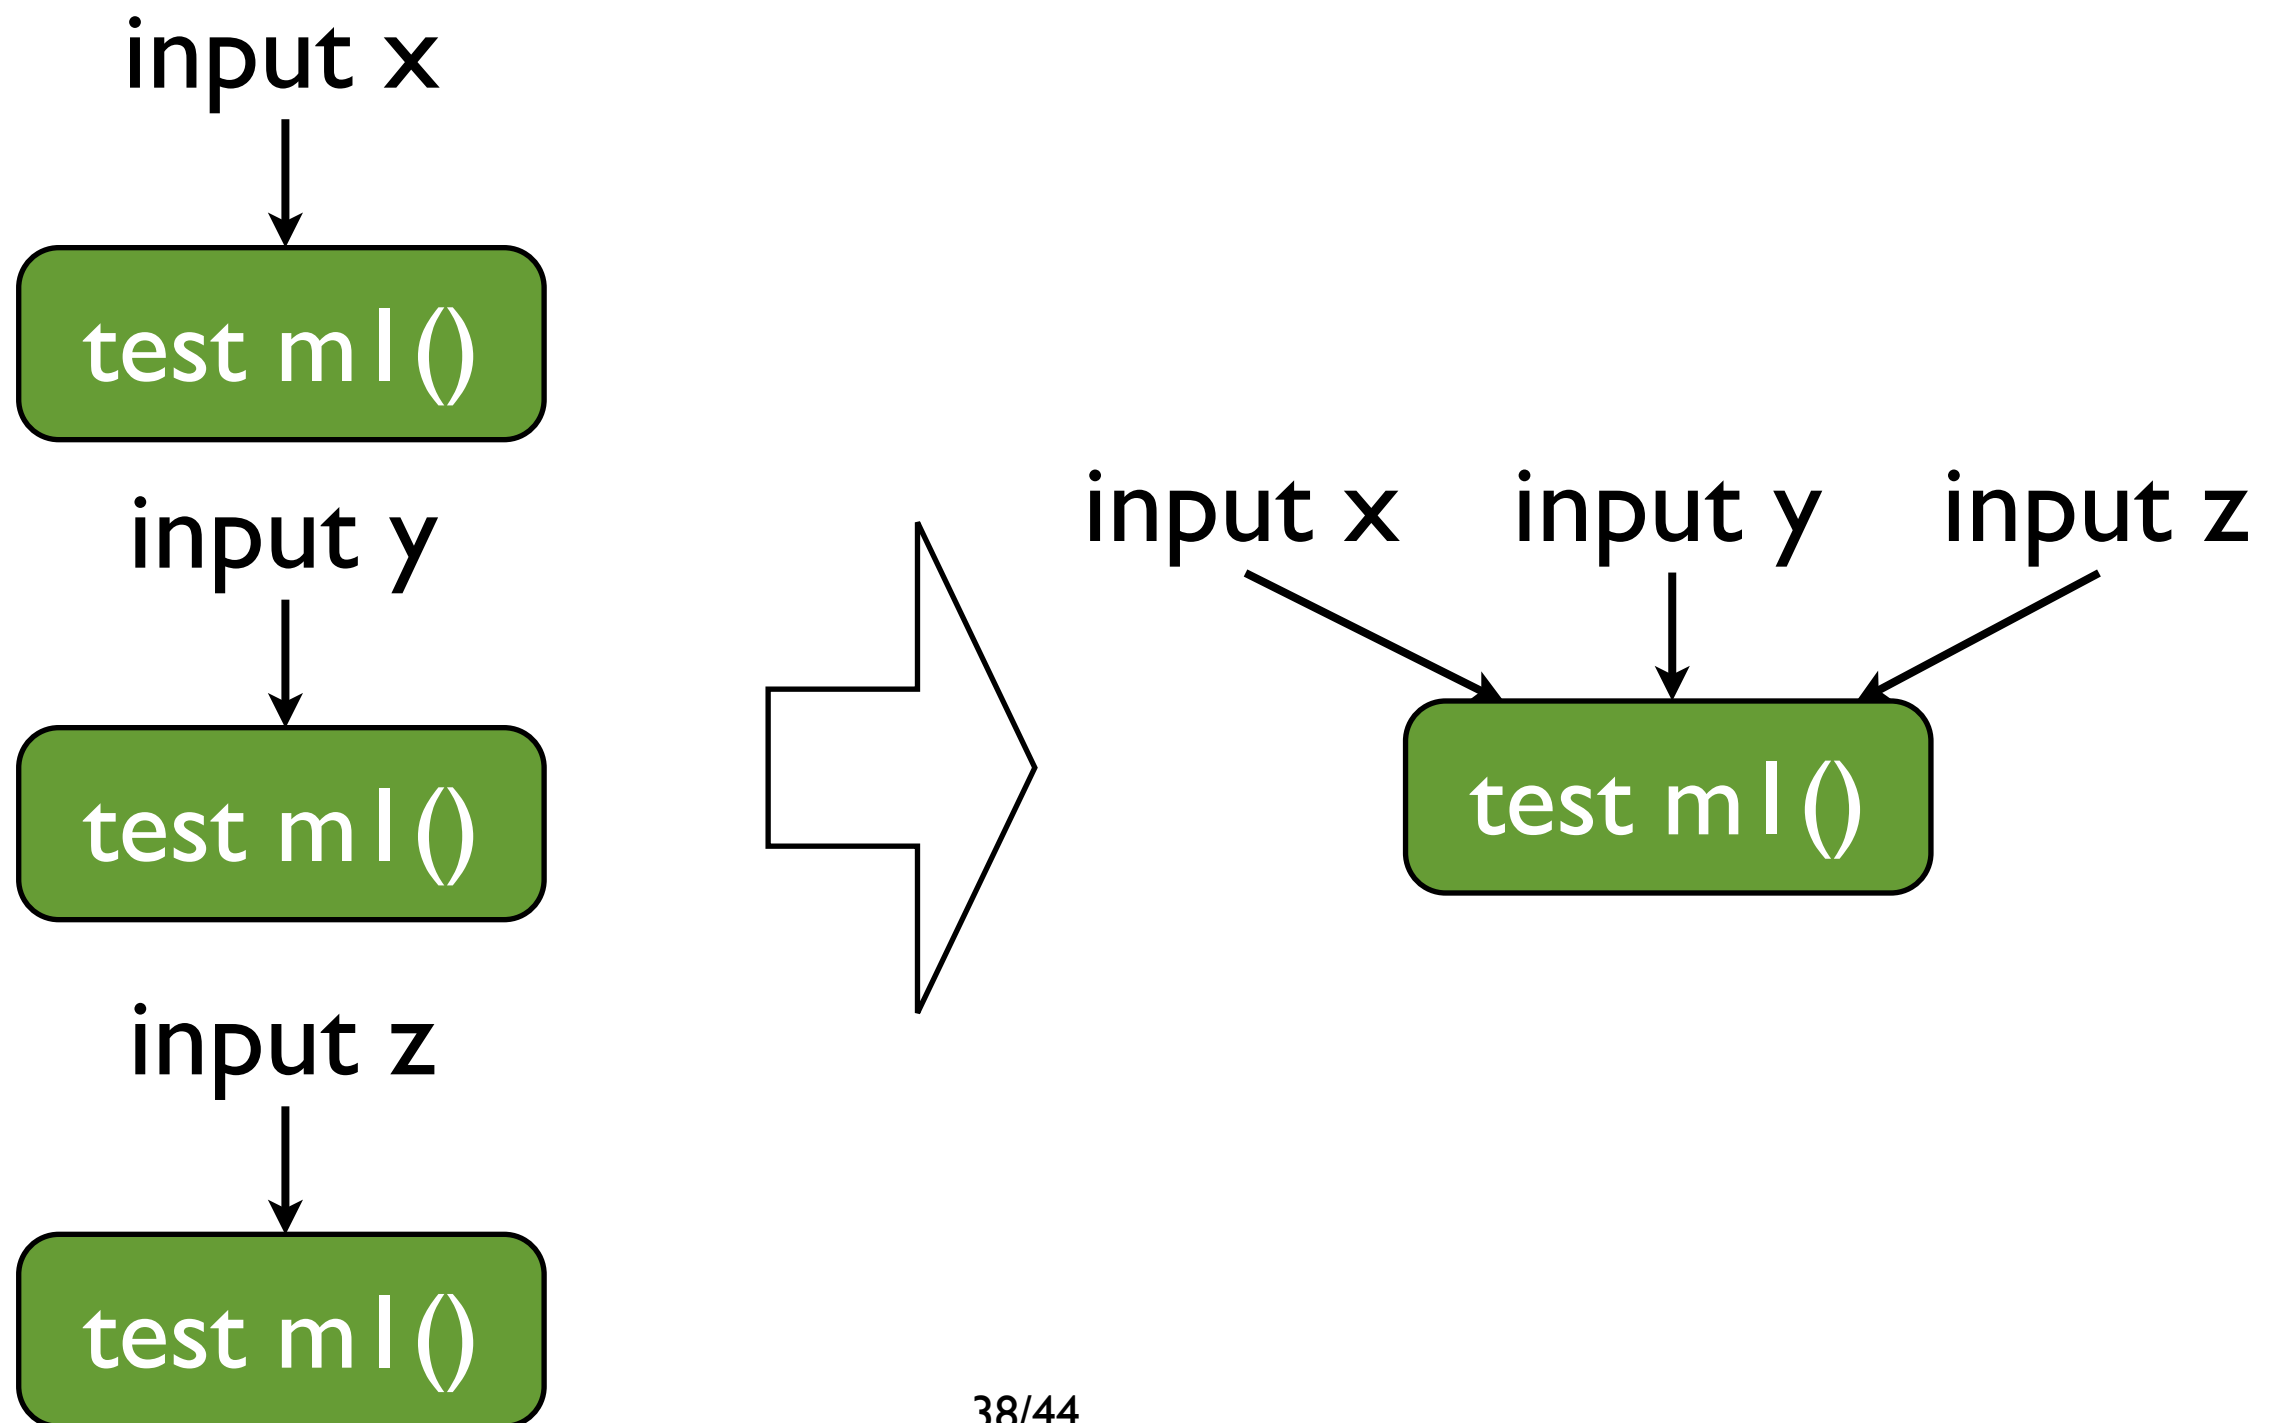 input x
test m1()
input y
test m1()
input z
test m1()
input x input y input z
test m1()
38/44